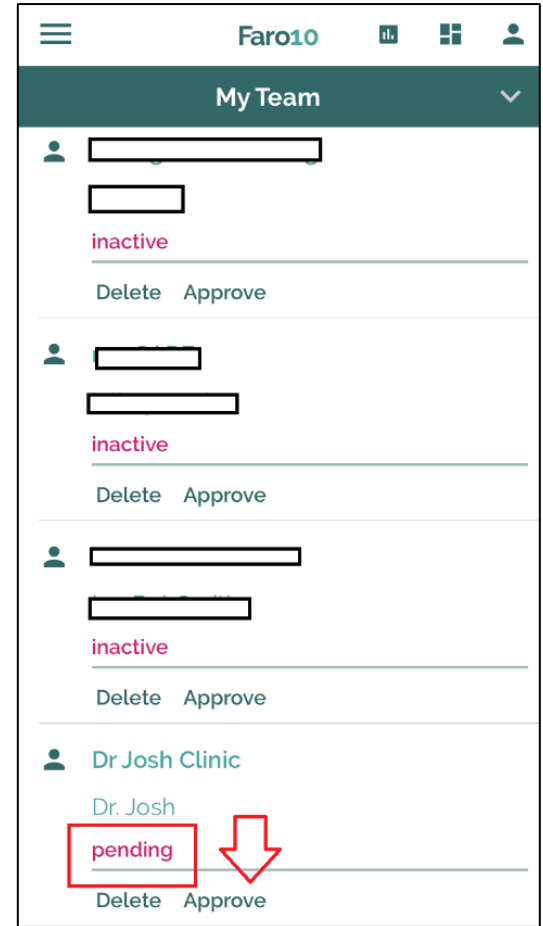 Faro10
My Team
inactive
Delete Approve
inactive
Delete Approve
inactive
Delete Approve
Dr Josh Clinic
Dr. Josh
pending
Delete Approve